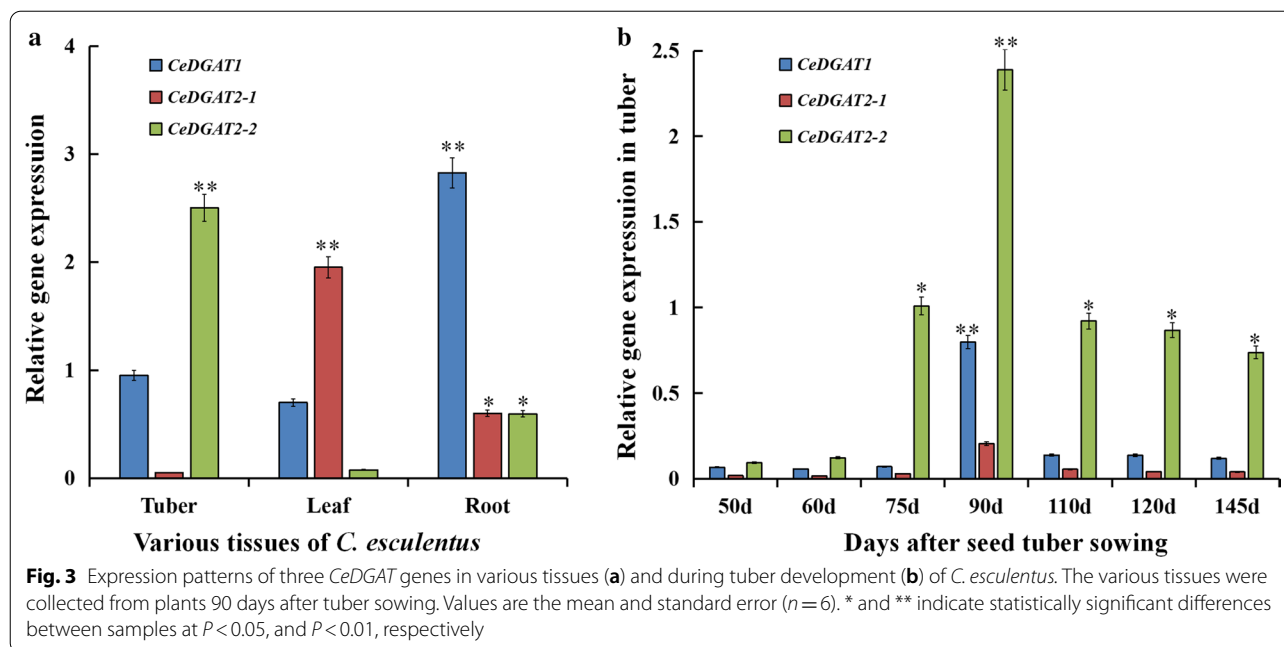 a
4
3
2
1
0
Relative gene expressiuon
CeDGAT1
CeDGAT2-1
CeDGAT2-2
**
**
**
*
*
Tuber
Leaf
Root
Various tissues of C. esculentus
b
2.5
2
1.5
1
0.5
0
Relative gene expressiuon in tuber
CeDGAT1
CeDGAT2-1
CeDGAT2-2
*
**
**
*
*
*
50d
60d
75d
90d
110d
120d
145d
Days after seed tuber sowing
Fig. 3 Expression patterns of three CeDGAT genes in various tissues (a) and during tuber development (b) of C. esculentus. The various tissues were
collected from plants 90 days after tuber sowing. Values are the mean and standard error (n = 6). * and ** indicate statistically significant differences
between samples at P < 0.05, and P < 0.01, respectively